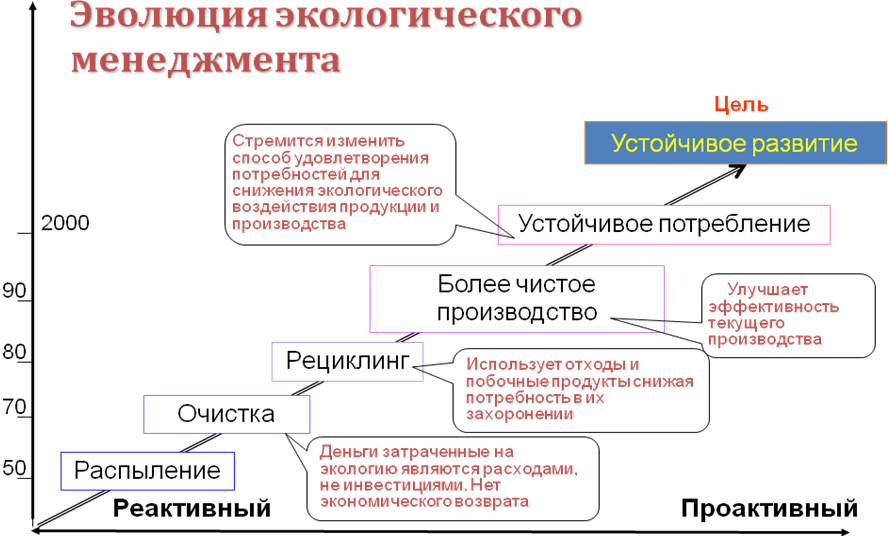 Эволюция экологического
менеджмента
Цель
Устойчивое развитие
Стремится изменить
способ удовлетворения
потребностей для
снижения экологического
воздействия продукции и
производства
2000
Устойчивое потребление
90
Более чистое
производство
Улучшает
эффективность
текущего
производства
80
Рециклинг
Использует отходы и
побочные продукты снижая
потребность в их
захоронении
70
Очистка
Деньги затраченные на
экологию являются расходами,
не инвестициями. Нет
экономического возврата
50
Распыление
Реактивный
Проактивный